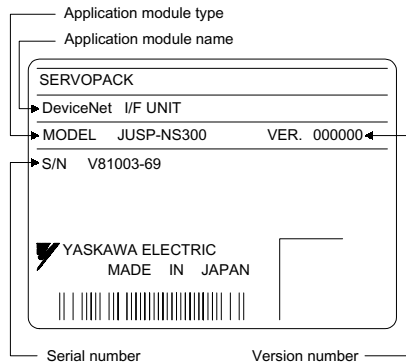 Application module type
Application module name
SERVOPACK
DeviceNet I/F UNIT
MODEL JUSP-NS300 VER. 000000
S/N V81003-69
YASKAWA ELECTRIC
MADE IN JAPAN
Serial number Version number